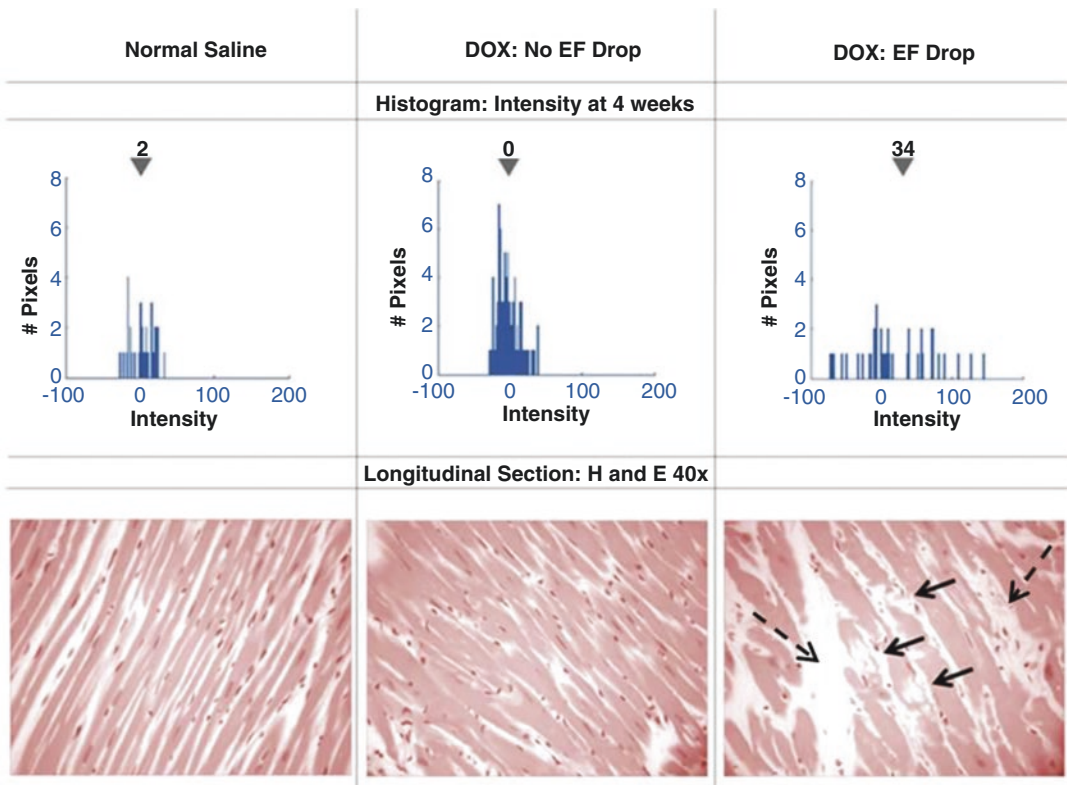 Normal Saline
DOX: No EF Drop
DOX: EF Drop
Histogram: Intensity at 4 weeks
2
8
6
4
2
0
# Pixels
-100 0 100 200
Intensity
0
8
6
4
2
0
# Pixels
-100 0 100 200
Intensity
34
8
6
4
2
0
# Pixels
-100 0 100 200
Intensity
Longitudinal Section: H and E 40x